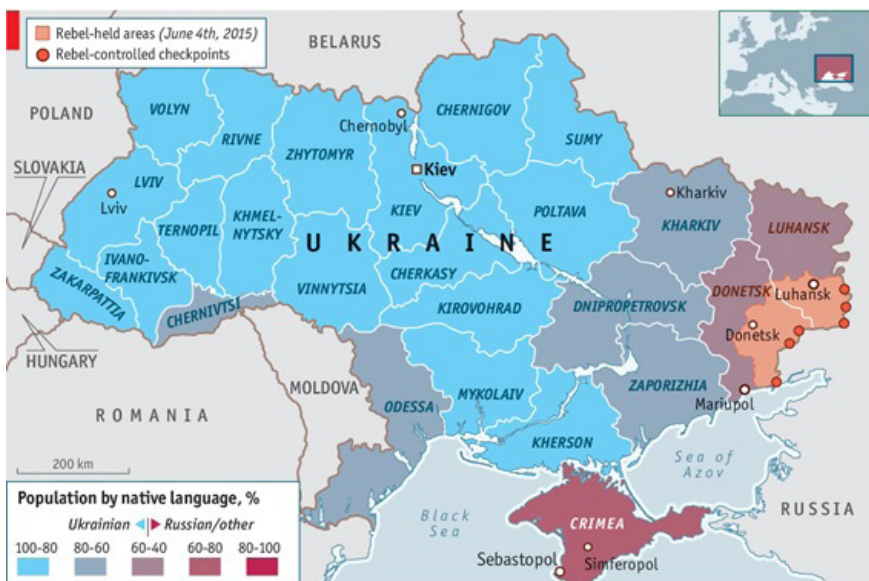 Rebel-held areas (June 4th, 2015)
Rebel-controlled checkpoints
BELARUS
POLAND
VOLYN
RIVNE
ZHYTOMYR
Chernobyl
CHERNIGOV
SUMY
SLOVAKIA
LVIV
Lviv
Kiev
KIEV
Kharkiv
KHARKIV
TERNOPIL
KHMEL-
NYTSKY
POLTAVA
LUHANSK
UKRAINE
IVANO-
FRANKIVSK
ZAKARPATTIA
CHERNIVTSI
VINNYTSIA
CHERKASY
KIROVOHRAD
DNIPROPETROVSK
DONETSK
Luhansk
Donetsk
HUNGARY
MOLDOVA
ROMANIA
ODESSA
MYKOLAIV
ZAPORIZHIA
Mariupol
KHERSON
200 km
Sea of
Azov
RUSSIA
Black
Sea
CRIMEA
Sebastopol
Simferopol
Population by native language, %
Ukrainian Russian/other
100-80 80-60 60-40 60-80 80-100